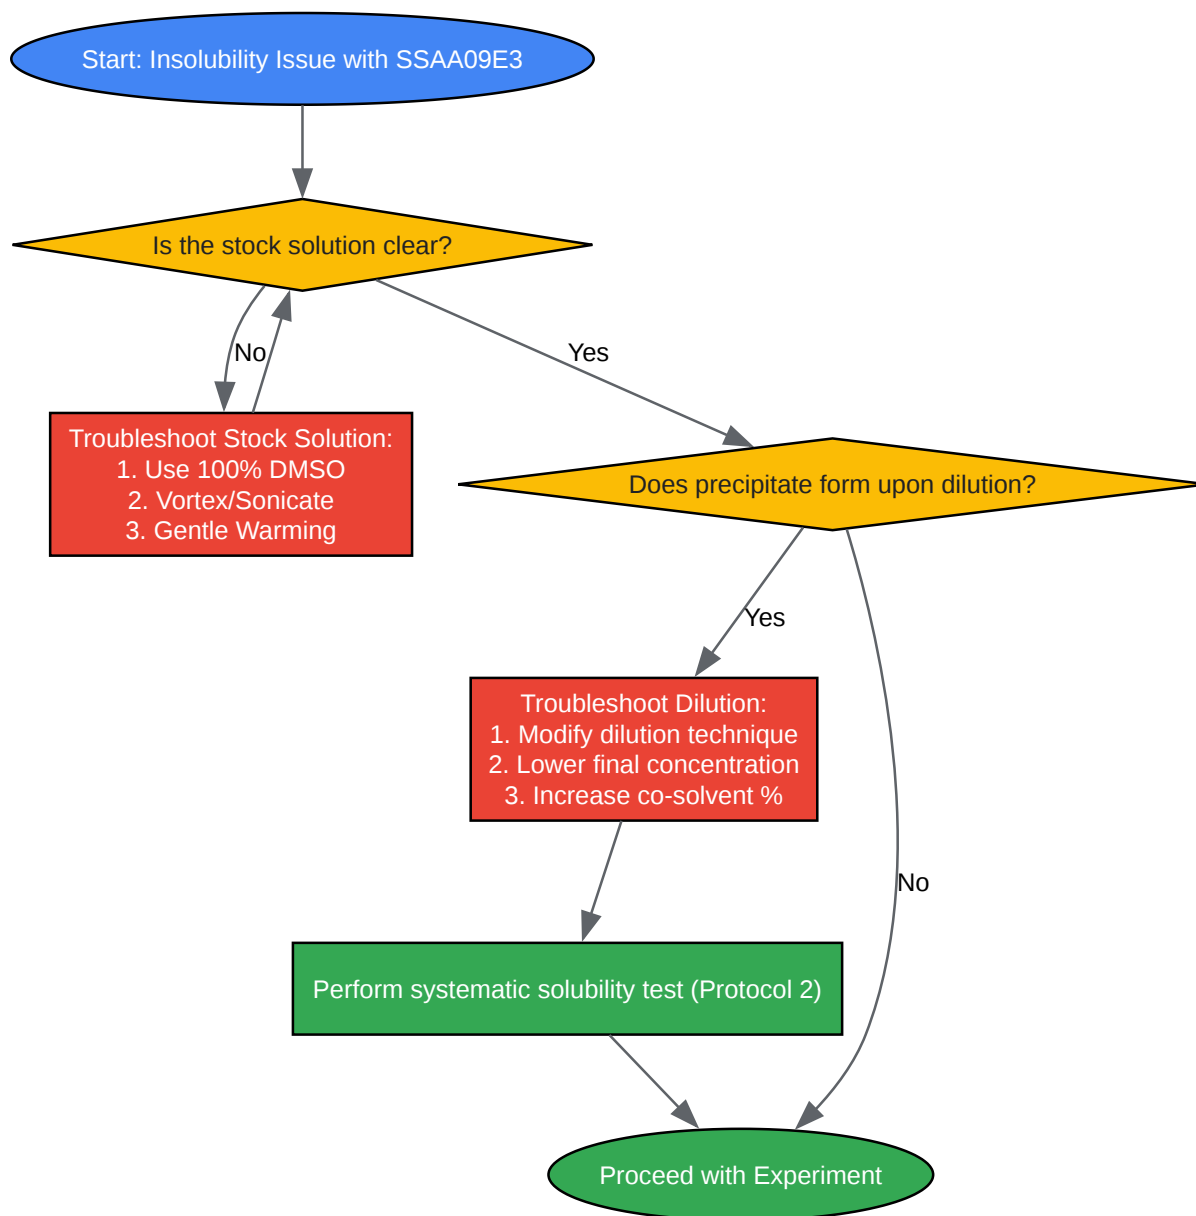 Start: Insolubility Issue with SSAA09E3
Is the stock solution clear?
No
Yes
Troubleshoot Stock Solution:
1. Use 100% DMSO
2. Vortex/Sonicate
3. Gentle Warming
Does precipitate form upon dilution?
Yes
Troubleshoot Dilution:
1. Modify dilution technique
2. Lower final concentration
3. Increase co-solvent %
No
Perform systematic solubility test (Protocol 2)
Proceed with Experiment